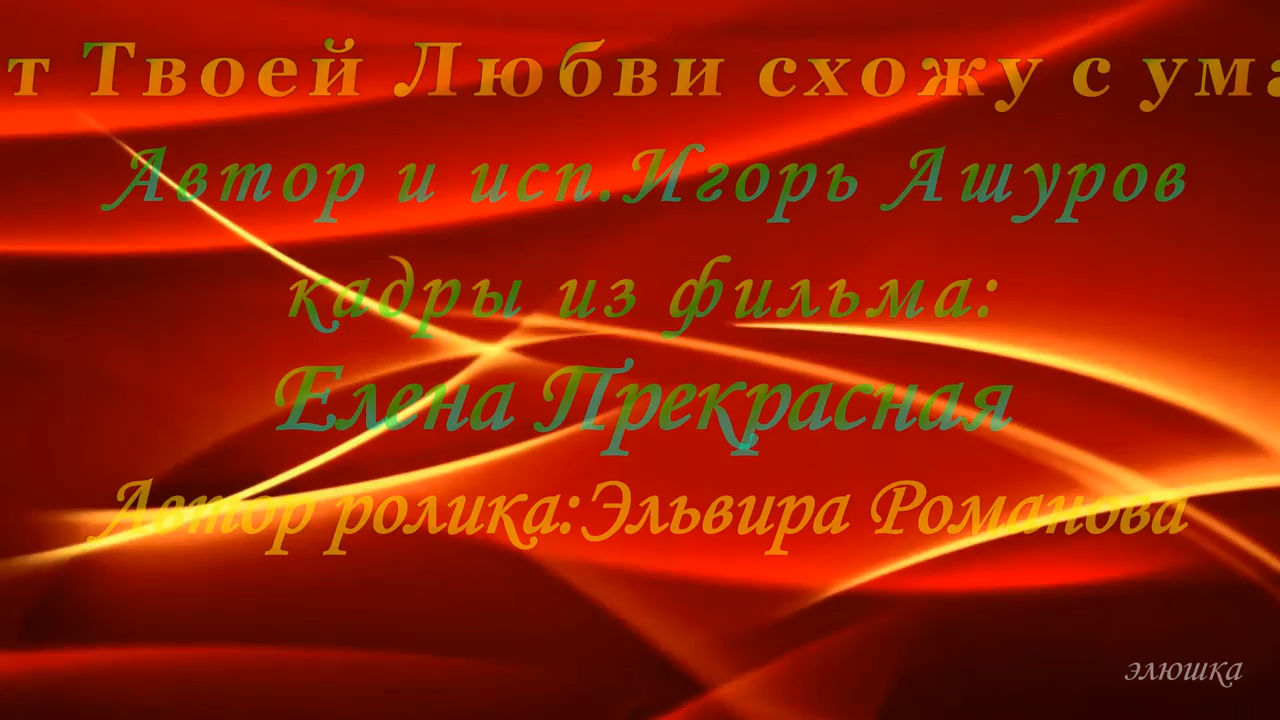 т Твоей Любви схожу с ума
Автор и исп.Игорь Ашуров
кадры из фильма:
Елена Прекрасная
Автор ролика:Эльвира Романова
элюшка